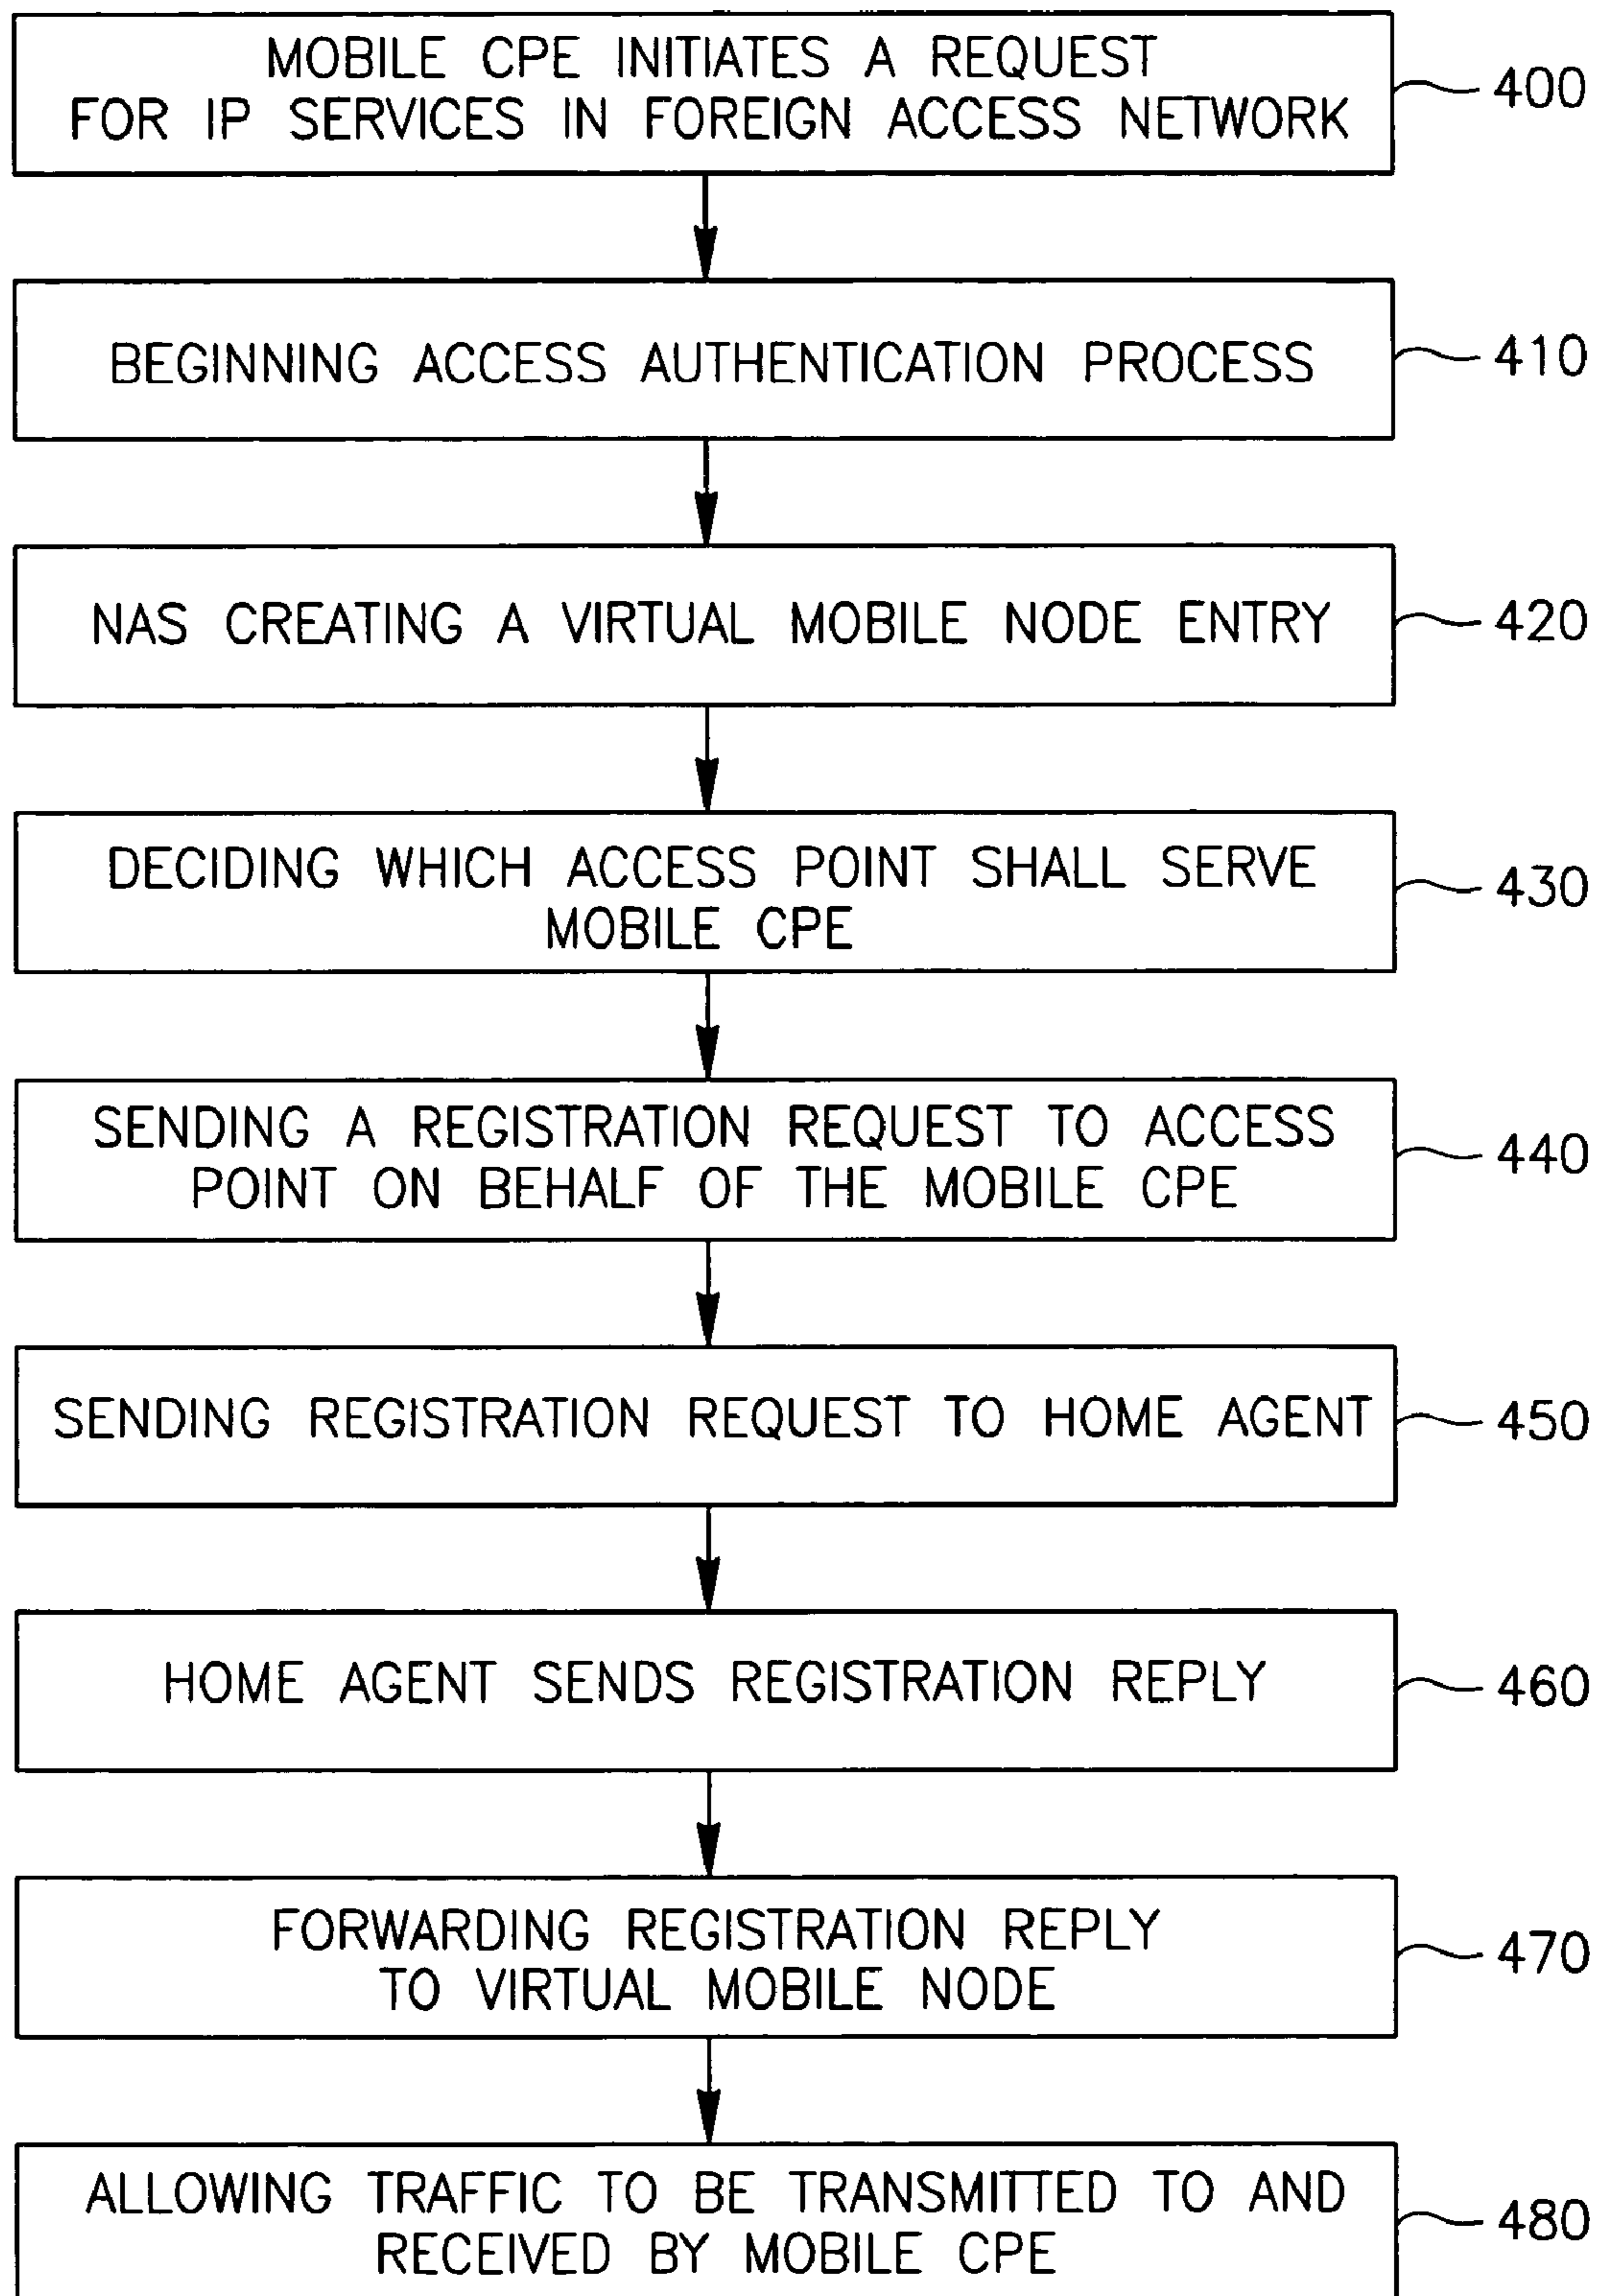 MOBILE CPE INITIATES A REQUEST
FOR IP SERVICES IN FOREIGN ACCESS NETWORK
400
BEGINNING ACCESS AUTHENTICATION PROCESS
410
NAS CREATING A VIRTUAL MOBILE NODE ENTRY
420
DECIDING WHICH ACCESS POINT SHALL SERVE
MOBILE CPE
430
SENDING A REGISTRATION REQUEST TO ACCESS
POINT ON BEHALF OF THE MOBILE CPE
440
SENDING REGISTRATION REQUEST TO HOME AGENT
450
HOME AGENT SENDS REGISTRATION REPLY
460
FORWARDING REGISTRATION REPLY
TO VIRTUAL MOBILE NODE
470
ALLOWING TRAFFIC TO BE TRANSMITTED TO AND
RECEIVED BY MOBILE CPE
480